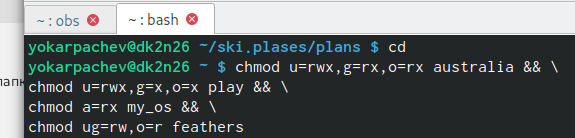 ~ : obs ~ : bash
yokarpachev@dk2n26 ~/ski.plases/plans $ cd
yokarpachev@dk2n26 ~ $ chmod u=rwx,g=rx,o=rx australia && \
chmod u=rwx,g=x,o=x play && \
chmod a=rx my_os && \
chmod ug=rw,o=r feathers